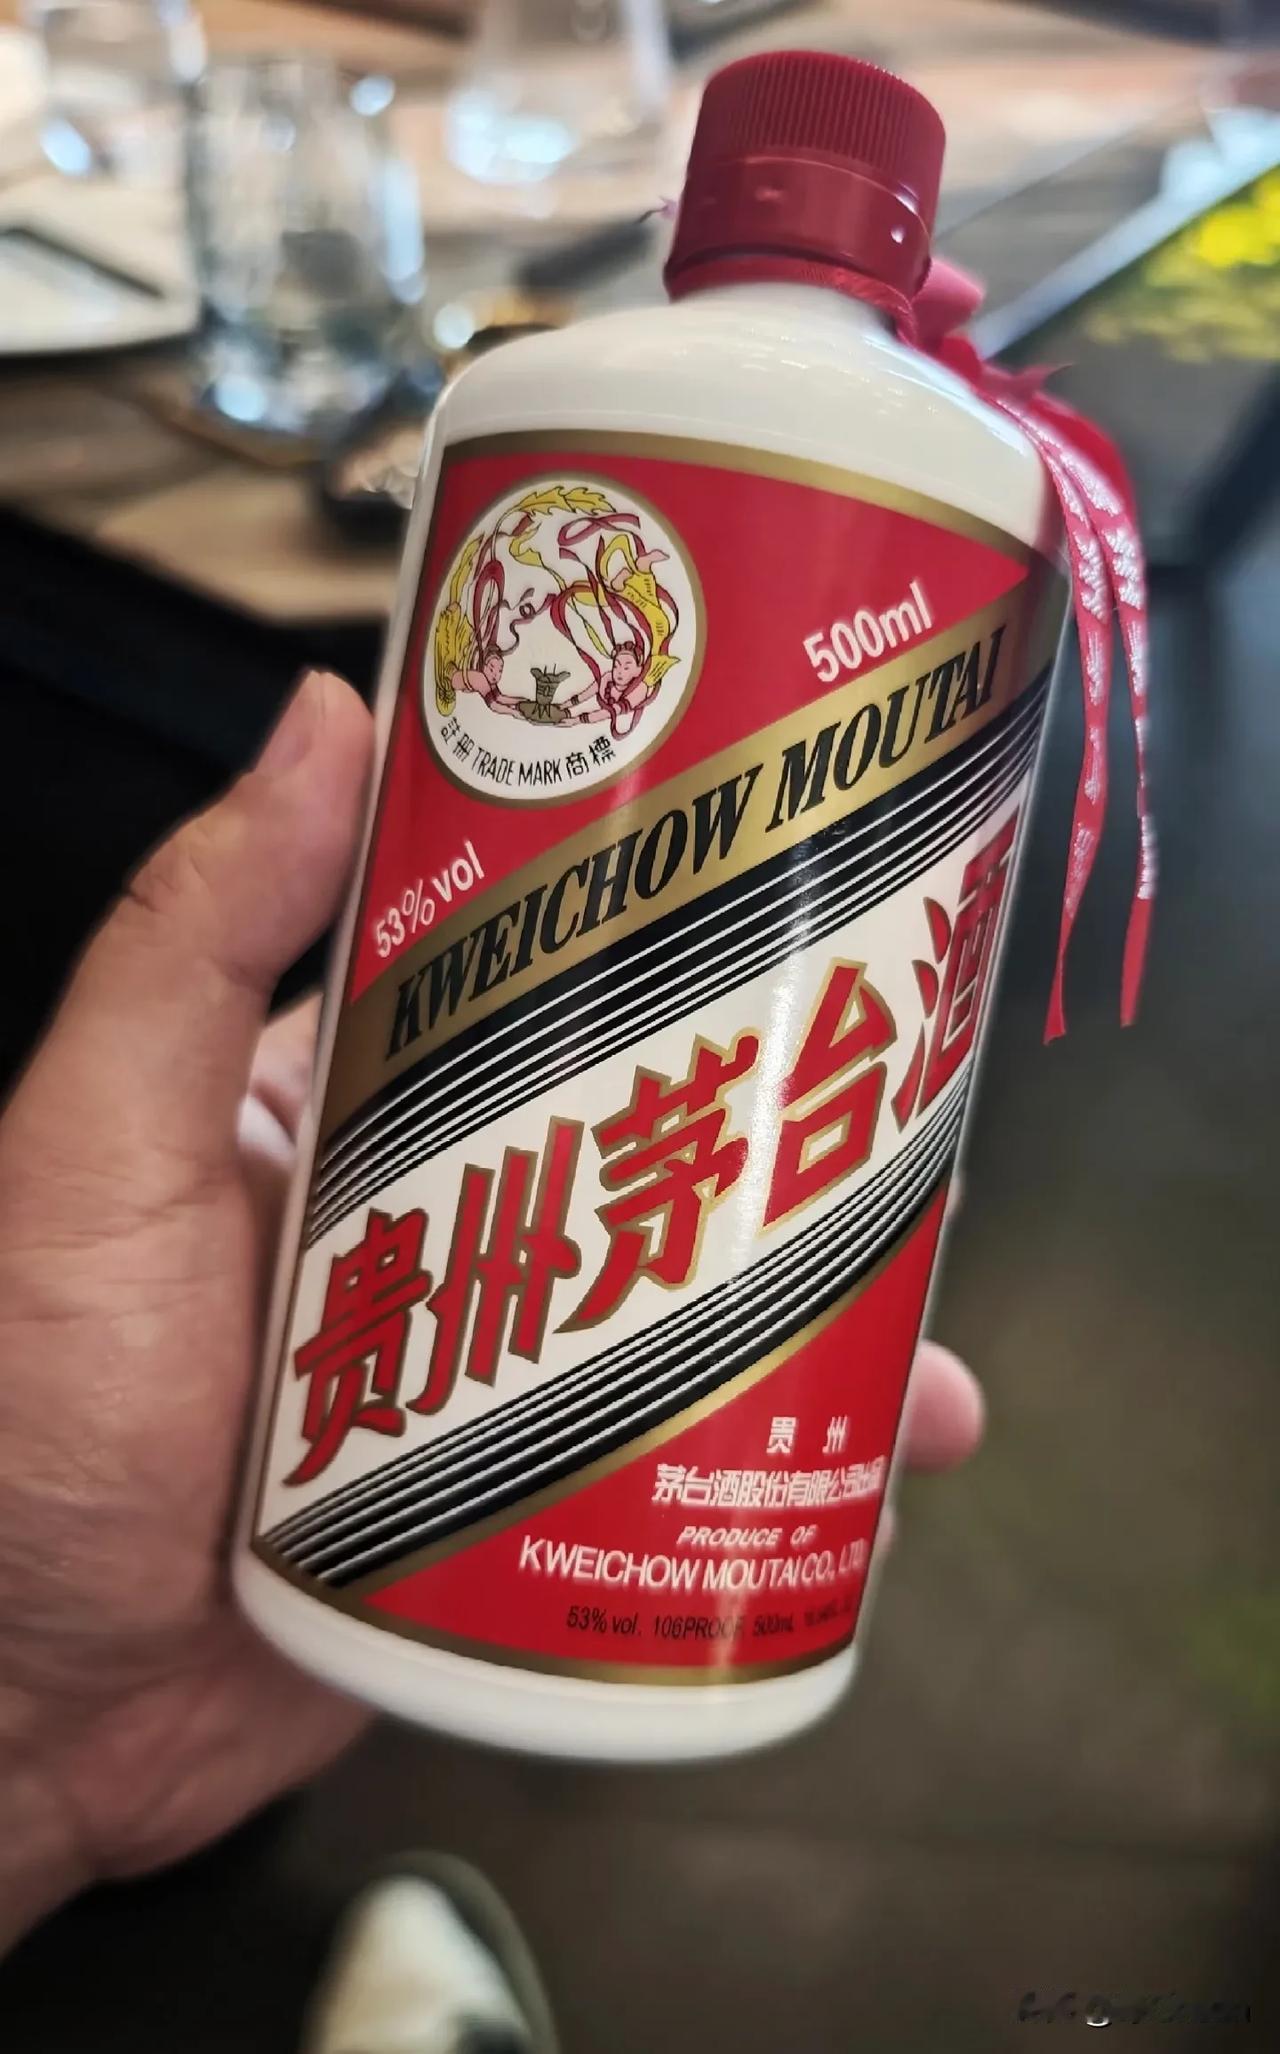 註冊 TRADE MARK 商標
500ml
53%vol
KWEICHOW MOUTAI
贵州茅台酒
贵 州
茅台酒股份有限公司出品
PRODUCE OF
KWEICHOW MOUTAI CO., LTD.
53% vol. 106PROOF 500mL